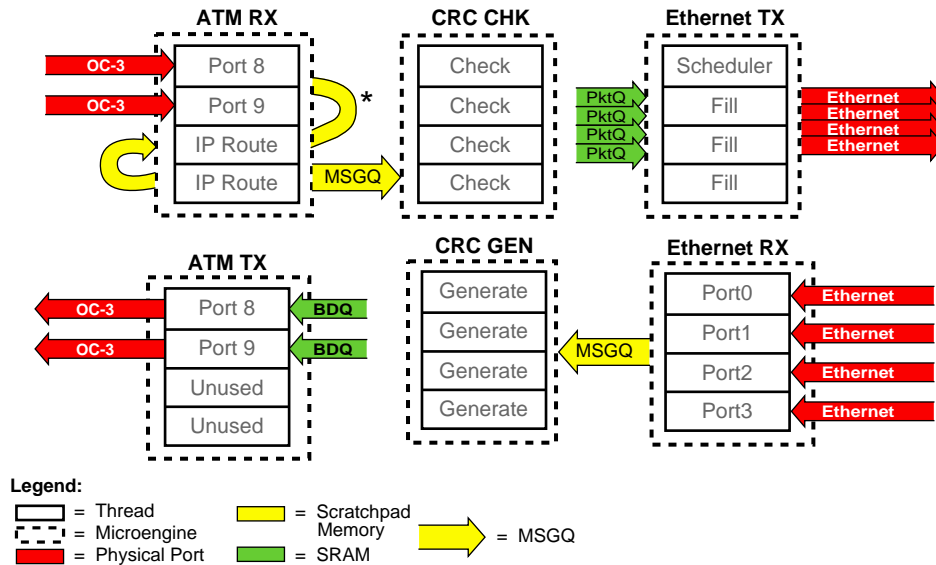 ATM RX
CRC CHK
Ethernet TX
OC-3
Port 8
*
Check
Scheduler
OC-3
Port 9
Check
PktQ
Fill
Ethernet
IP Route
Check
PktQ
Fill
Ethernet
IP Route
MSGQ
Check
PktQ
Fill
Ethernet
PktQ
Ethernet
ATM TX
CRC GEN
Ethernet RX
OC-3
Port 8
BDQ
Generate
Port0
Ethernet
OC-3
Port 9
BDQ
Generate
MSGQ
Port1
Ethernet
Unused
Generate
Port2
Ethernet
Unused
Generate
Port3
Ethernet
Legend:
= Thread
= Microengine
= Physical Port
= Scratchpad
Memory
= SRAM
= MSGQ